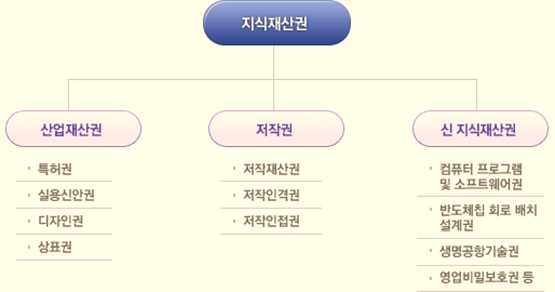 지식재산권
산업재산권
특허권
실용신안권
디자인권
상표권
저작권
저작재산권
저작인격권
저작인접권
신 지식재산권
컴퓨터 프로그램
및 소프트웨어권
반도체칩 회로 배치
설계권
생명공항기술권
영업비밀보호권 등